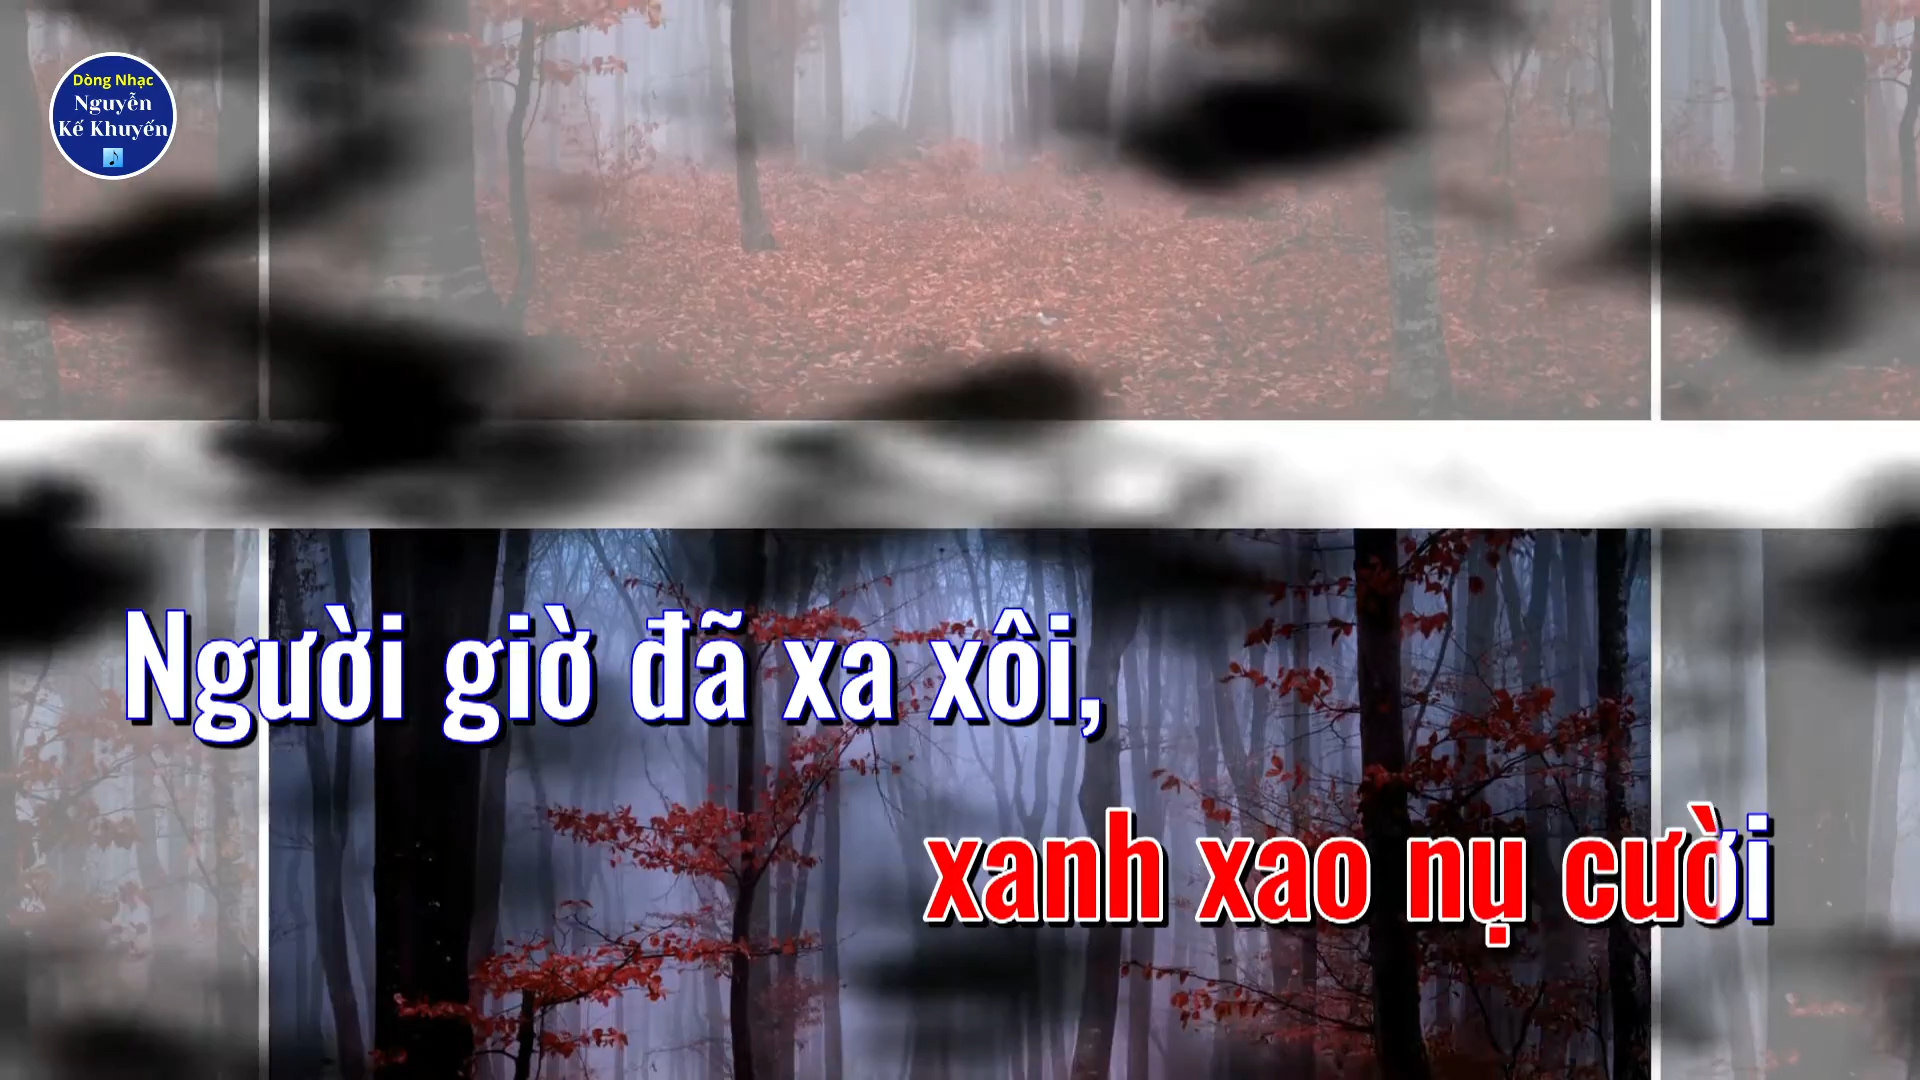 Dòng Nhạc
Nguyễn
Kế Khuyến
Người giờ đã xa xôi,
xanh xao nụ cười